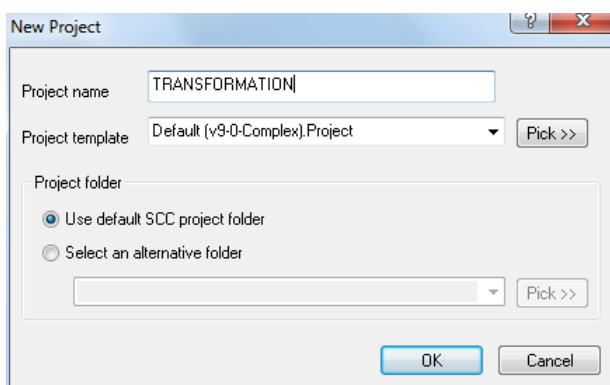 New Project
Project name TRANSFORMATION
Project template Default (v9-0-Complex).Project Pick >>
Project folder
Use default SCC project folder
Select an alternative folder
Pick >>
OK Cancel